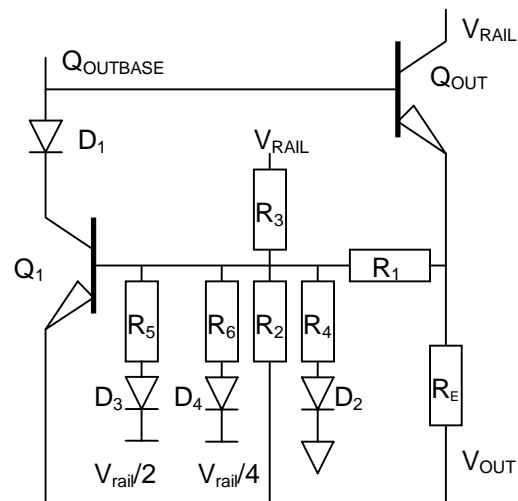 V_RAIL
Q_OUTBASE
Q_OUT
D_1
V_RAIL
R_3
Q_1
R_1
R_5
R_6
R_2
R_4
D_3
D_4
D_2
R_E
V_rail/2
V_rail/4
V_OUT